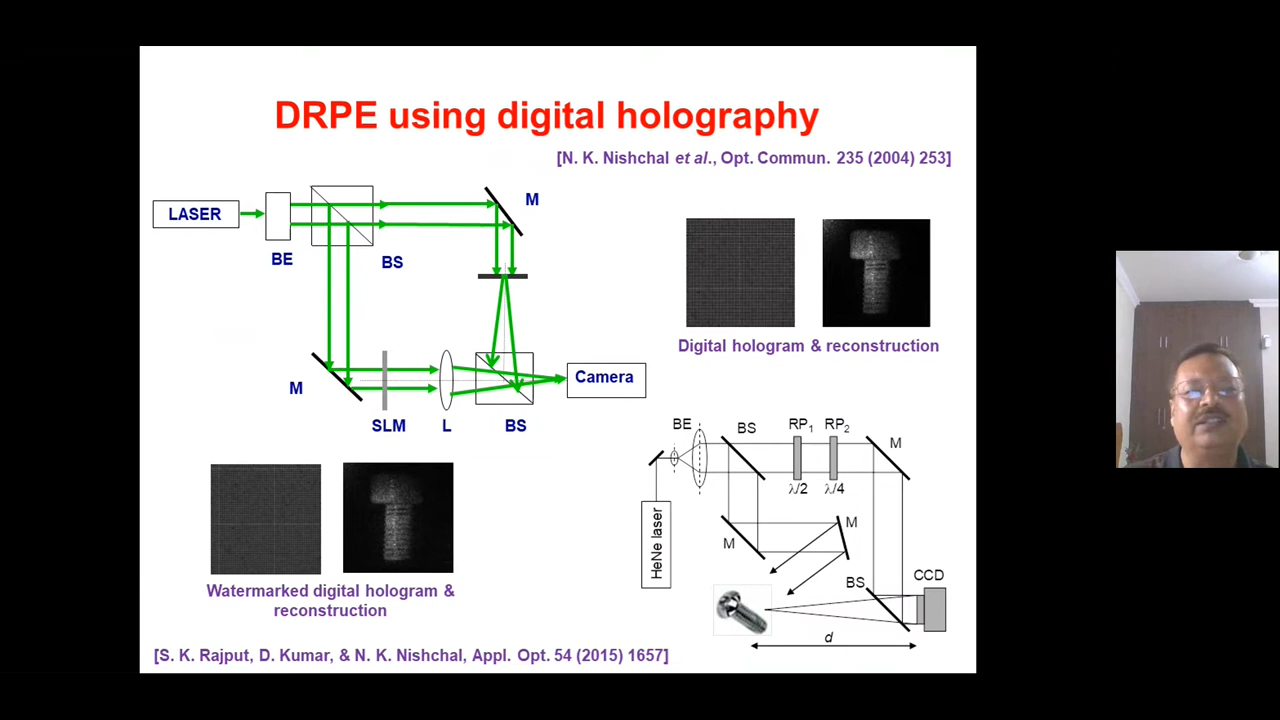 DRPE using digital holography
[N. K. Nishchal et al., Opt. Commun. 235 (2004) 253]
LASER
M
BE
BS
Digital hologram & reconstruction
M
Camera
SLM
L
BS
BE
BS
RP1
RP2
M
λ/2
λ/4
HeNe laser
M
M
BS
CCD
d
Watermarked digital hologram &
reconstruction
[S. K. Rajput, D. Kumar, & N. K. Nishchal, Appl. Opt. 54 (2015) 1657]